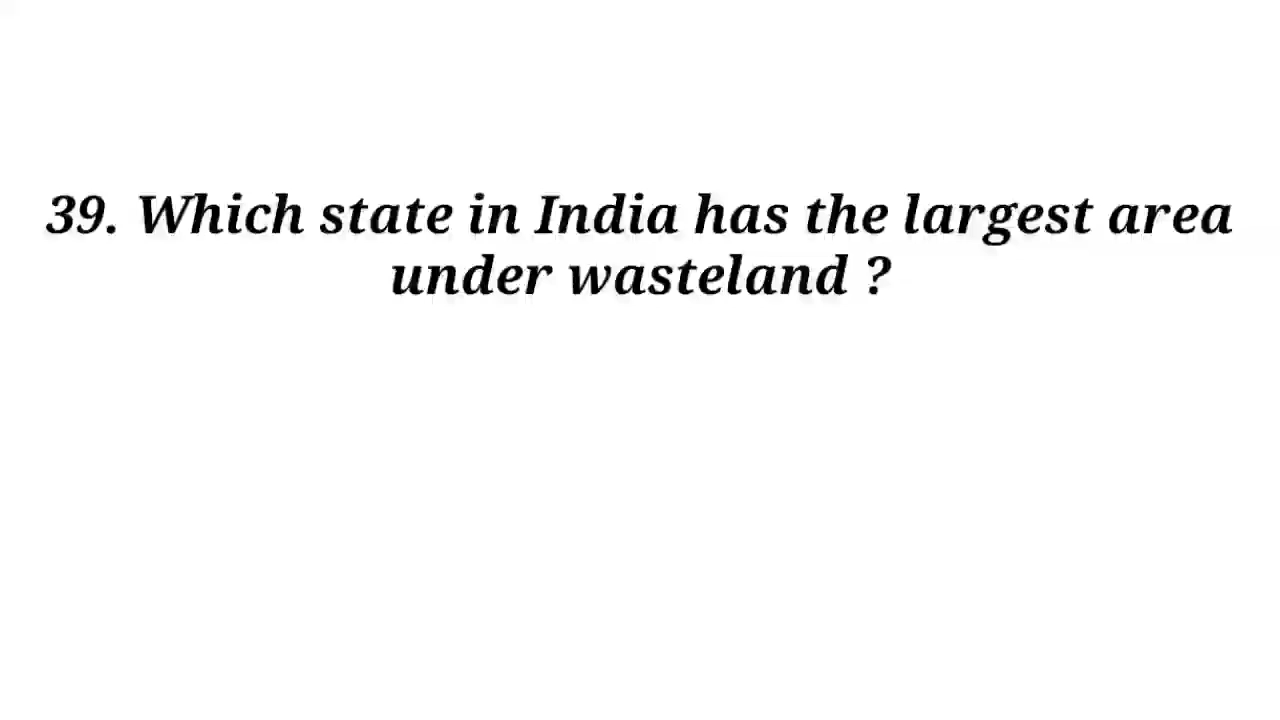 39. Which state in India has the largest area
under wasteland ?